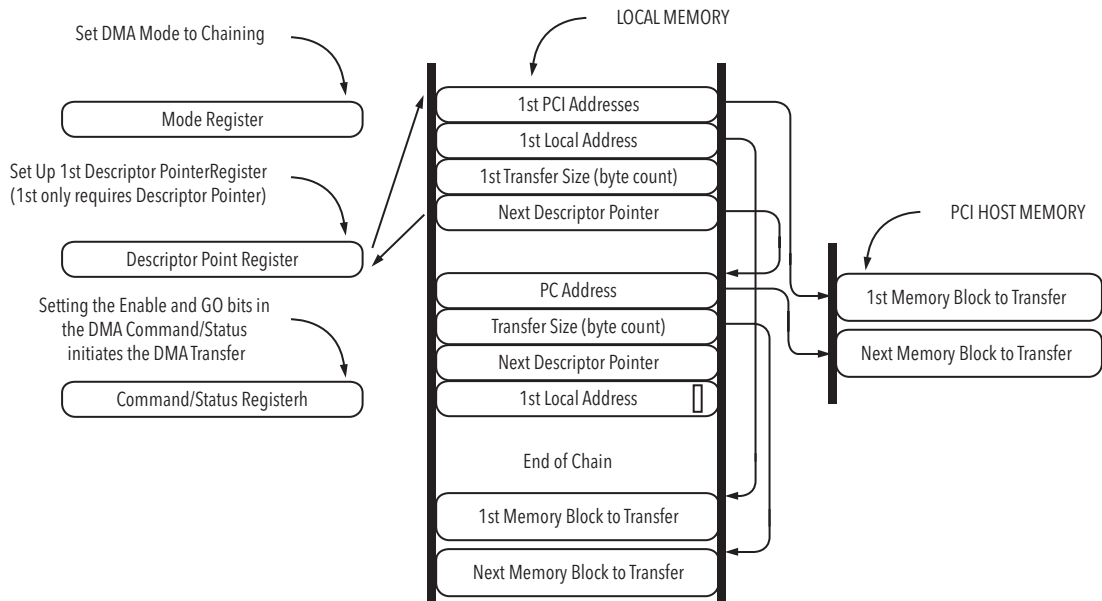 Set DMA Mode to Chaining
Mode Register
Set Up 1st Descriptor PointerRegister
(1st only requires Descriptor Pointer)
Descriptor Point Register
Setting the Enable and GO bits in
the DMA Command/Status
initiates the DMA Transfer
Command/Status Registerh
LOCAL MEMORY
1st PCI Addresses
1st Local Address
1st Transfer Size (byte count)
Next Descriptor Pointer
PC Address
Transfer Size (byte count)
Next Descriptor Pointer
1st Local Address
End of Chain
1st Memory Block to Transfer
Next Memory Block to Transfer
PCI HOST MEMORY
1st Memory Block to Transfer
Next Memory Block to Transfer